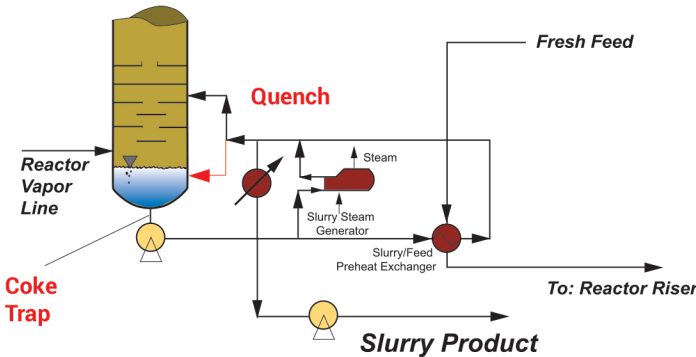 Fresh Feed
Quench
Reactor
Vapor
Line
Steam
Slurry Steam
Generator
Slurry/Feed
Preheat Exchanger
Coke
Trap
To: Reactor Riser
Slurry Product